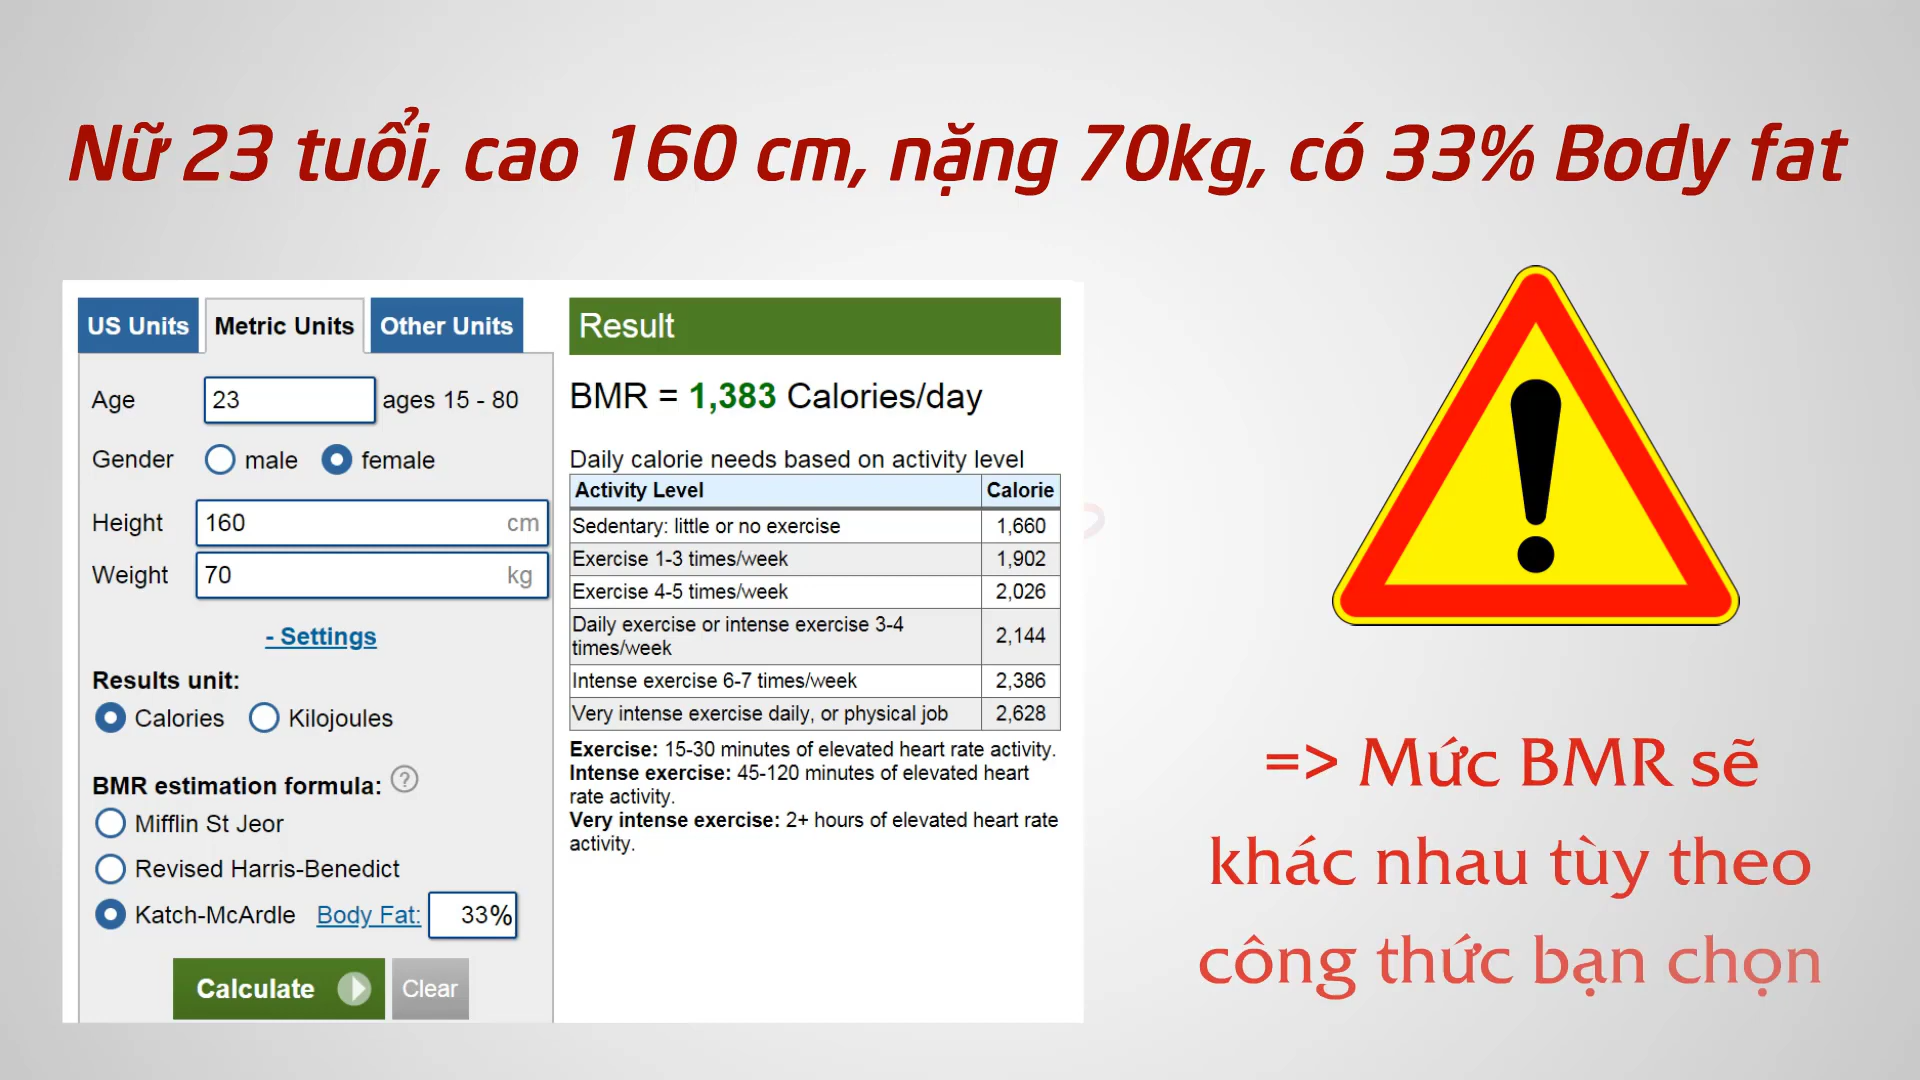 Nữ 23 tuổi, cao 160 cm, nặng 70kg, có 33% Body fat
US Units
Metric Units
Other Units
Age
23
ages 15 - 80
Gender
male
female
Height
160
cm
Weight
70
kg
- Settings
Results unit:
Calories
Kilojoules
BMR estimation formula:
?
Mifflin St Jeor
Revised Harris-Benedict
Katch-McArdle
Body Fat:
33%
Calculate
Clear
Result
BMR = 1,383 Calories/day
Daily calorie needs based on activity level
Activity Level Calorie
Sedentary: little or no exercise 1,660
Exercise 1-3 times/week 1,902
Exercise 4-5 times/week 2,026
Daily exercise or intense exercise 3-4
times/week 2,144
Intense exercise 6-7 times/week 2,386
Very intense exercise daily, or physical job 2,628
Exercise: 15-30 minutes of elevated heart rate activity.
Intense exercise: 45-120 minutes of elevated heart
rate activity.
Very intense exercise: 2+ hours of elevated heart rate
activity.
!
=> Mức BMR sẽ
khác nhau tùy theo
công thức bạn chọn